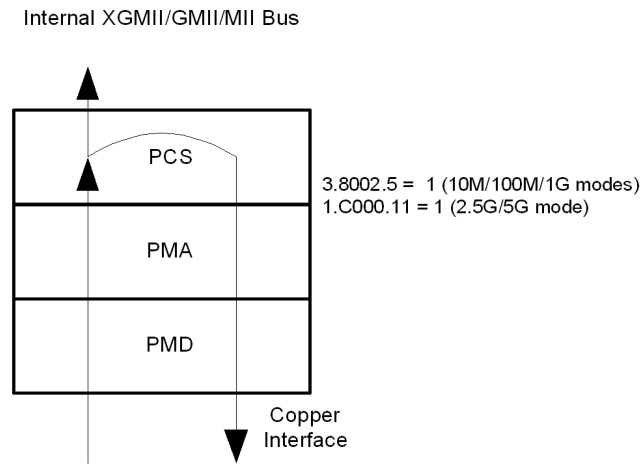 Internal XGMII/GMII/MII Bus
PCS
3.8002.5 = 1 (10M/100M/1G modes)
1.C000.11 = 1 (2.5G/5G mode)
PMA
PMD
Copper
Interface